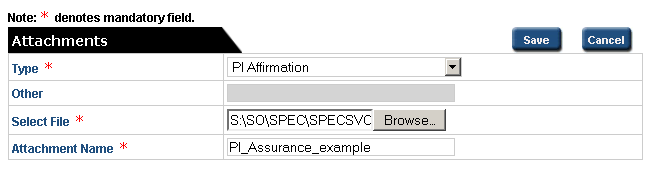 Note: * denotes mandatory field.
Attachments Save Cancel
Type * PI Affirmation
Other
Select File * S:\SO\SPEC\SPECSVC Browse...
Attachment Name * PI_Assurance_example